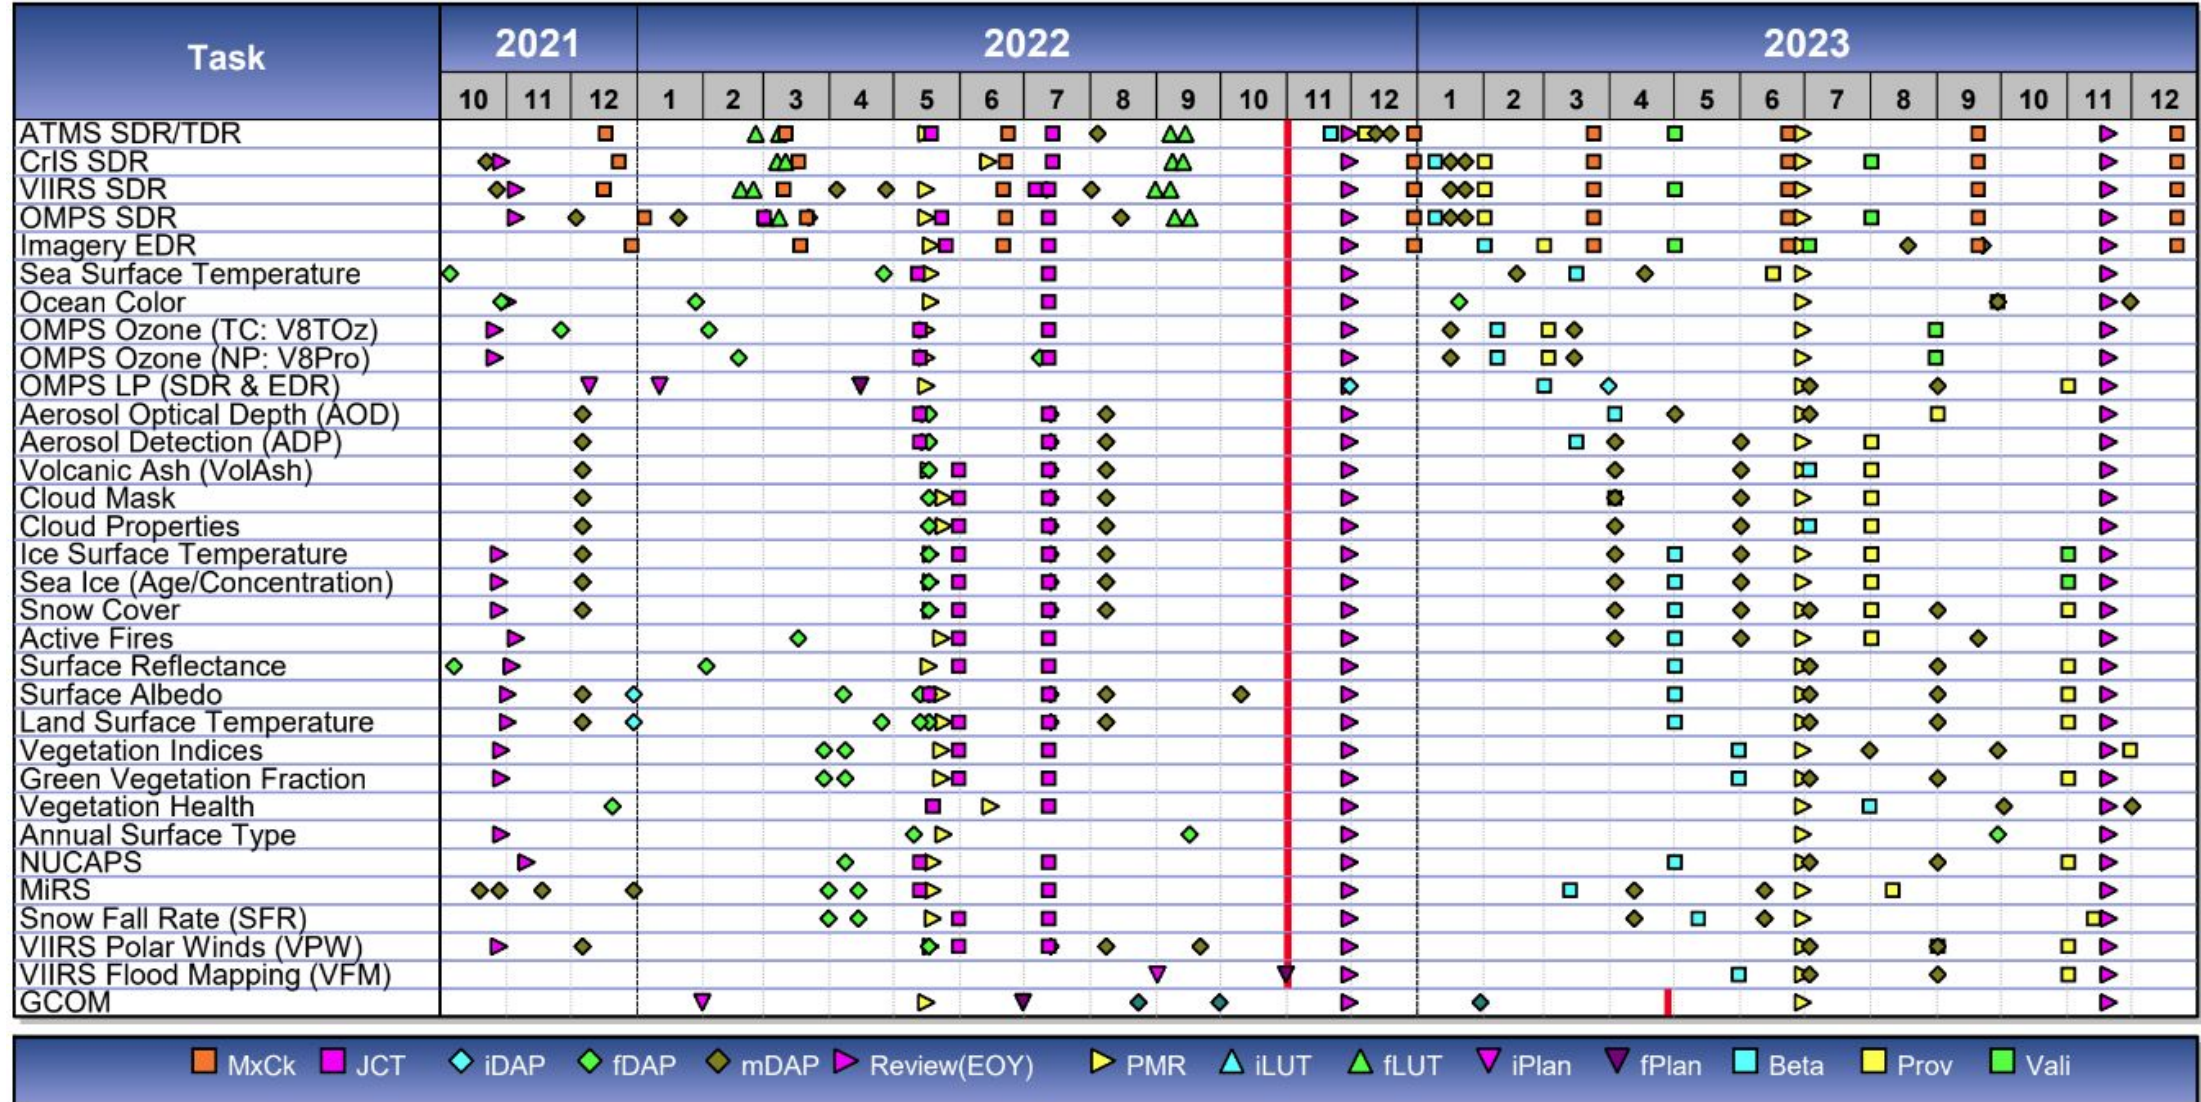 Task 2021 2022 2023
10 11 12 1 2 3 4 5 6 7 8 9 10 11 12 1 2 3 4 5 6 7 8 9 10 11 12
ATMS SDR/TDR
CrIS SDR
VIIRS SDR
OMPS SDR
Imagery EDR
Sea Surface Temperature
Ocean Color
OMPS Ozone (TC: V8TOz)
OMPS Ozone (NP: V8Pro)
OMPS LP (SDR & EDR)
Aerosol Optical Depth (AOD)
Aerosol Detection (ADP)
Volcanic Ash (VolAsh)
Cloud Mask
Cloud Properties
Ice Surface Temperature
Sea Ice (Age/Concentration)
Snow Cover
Active Fires
Surface Reflectance
Surface Albedo
Land Surface Temperature
Vegetation Indices
Green Vegetation Fraction
Vegetation Health
Annual Surface Type
NUCAPS
MiRS
Snow Fall Rate (SFR)
VIIRS Polar Winds (VPW)
VIIRS Flood Mapping (VFM)
GCOM
MxCk JCT iDAP fDAP mDAP Review(EOY) PMR iLUT fLUT iPlan fPlan Beta Prov Vali